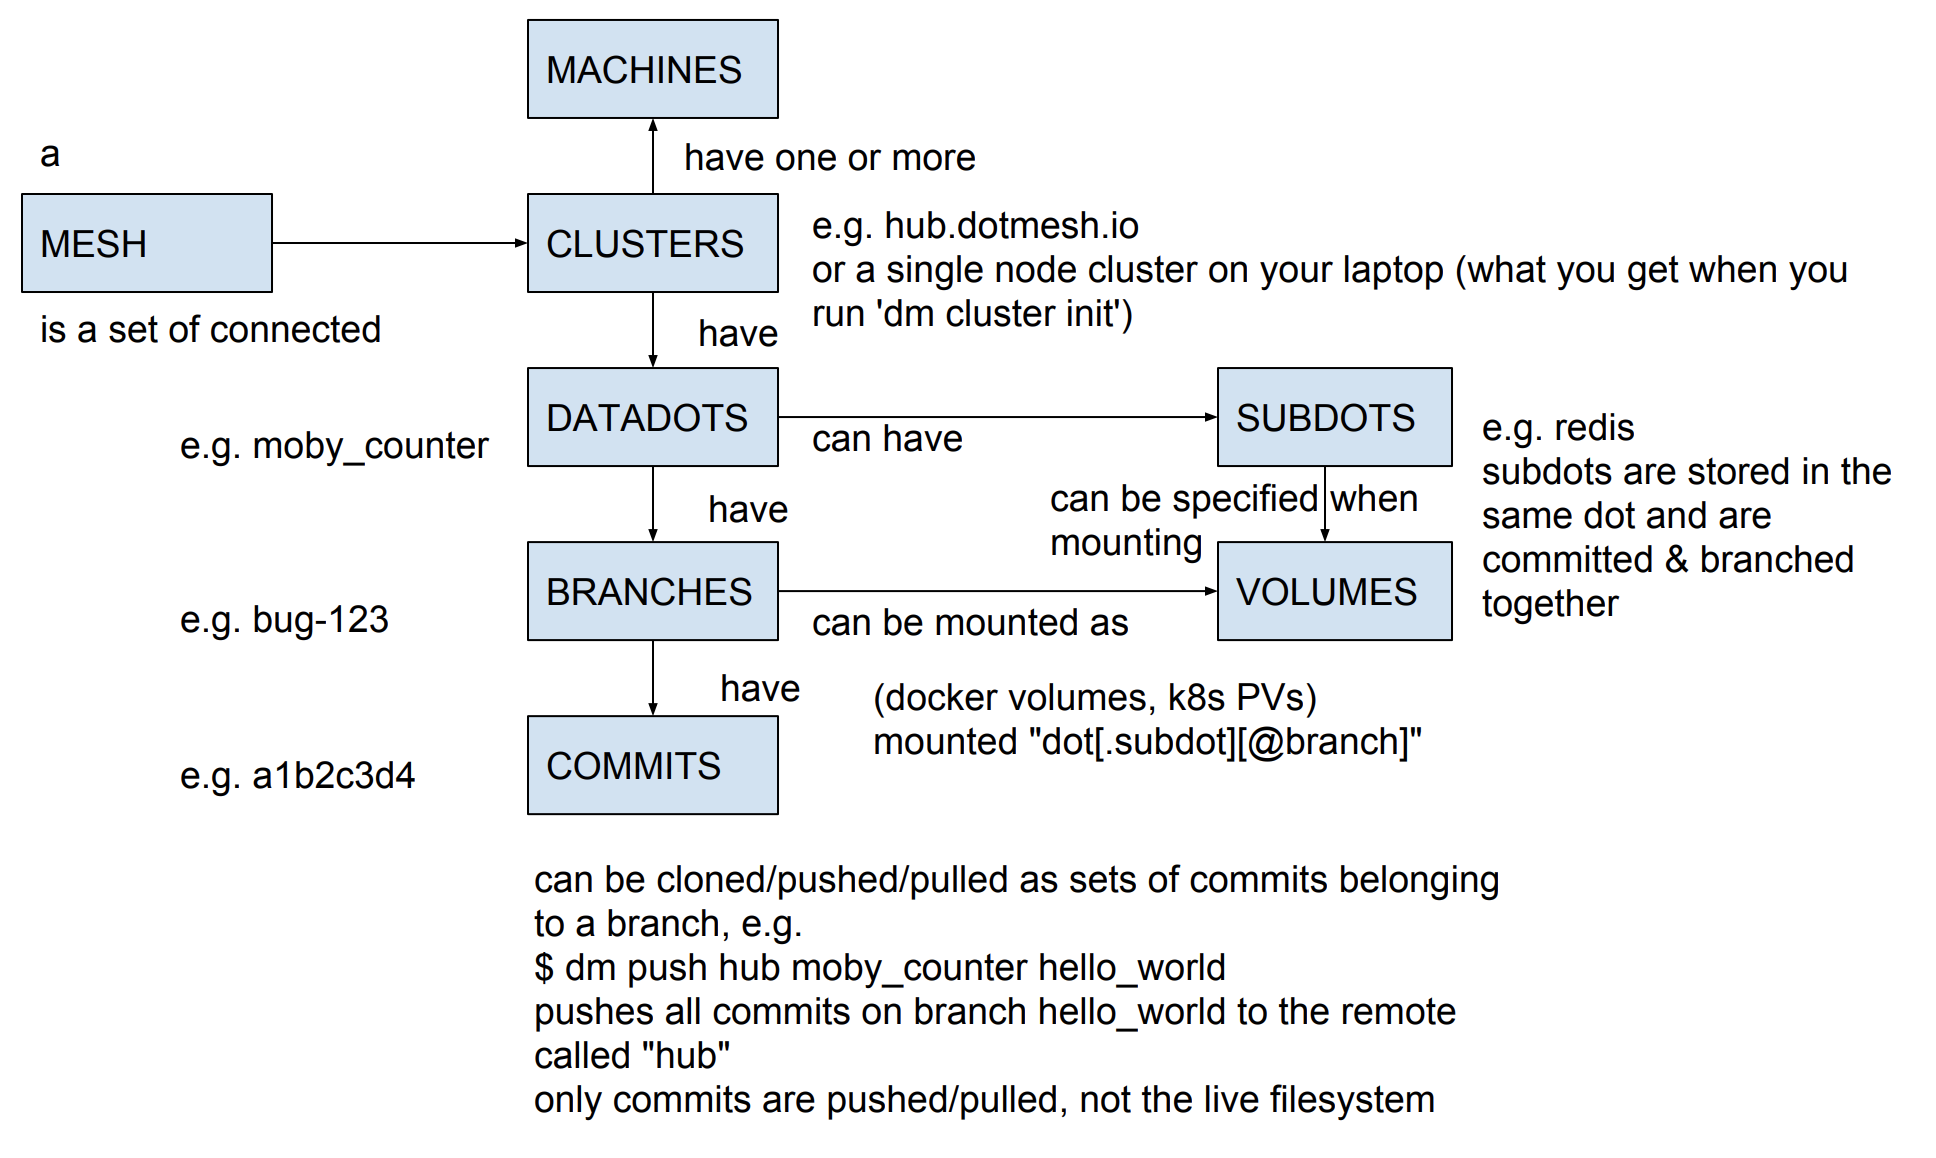 MACHINES
a
have one or more
MESH
CLUSTERS
e.g. hub.dotmesh.io
or a single node cluster on your laptop (what you get when you
run 'dm cluster init')
is a set of connected
have
DATADOTS
SUBDOTS
e.g. moby_counter
can have
e.g. redis
subdots are stored in the
same dot and are
committed & branched
together
have
can be specified when
mounting
BRANCHES
VOLUMES
e.g. bug-123
can be mounted as
have
(docker volumes, k8s PVs)
mounted "dot[.subdot][@branch]"
COMMITS
e.g. a1b2c3d4
can be cloned/pushed/pulled as sets of commits belonging
to a branch, e.g.
$ dm push hub moby_counter hello_world
pushes all commits on branch hello_world to the remote
called "hub"
only commits are pushed/pulled, not the live filesystem